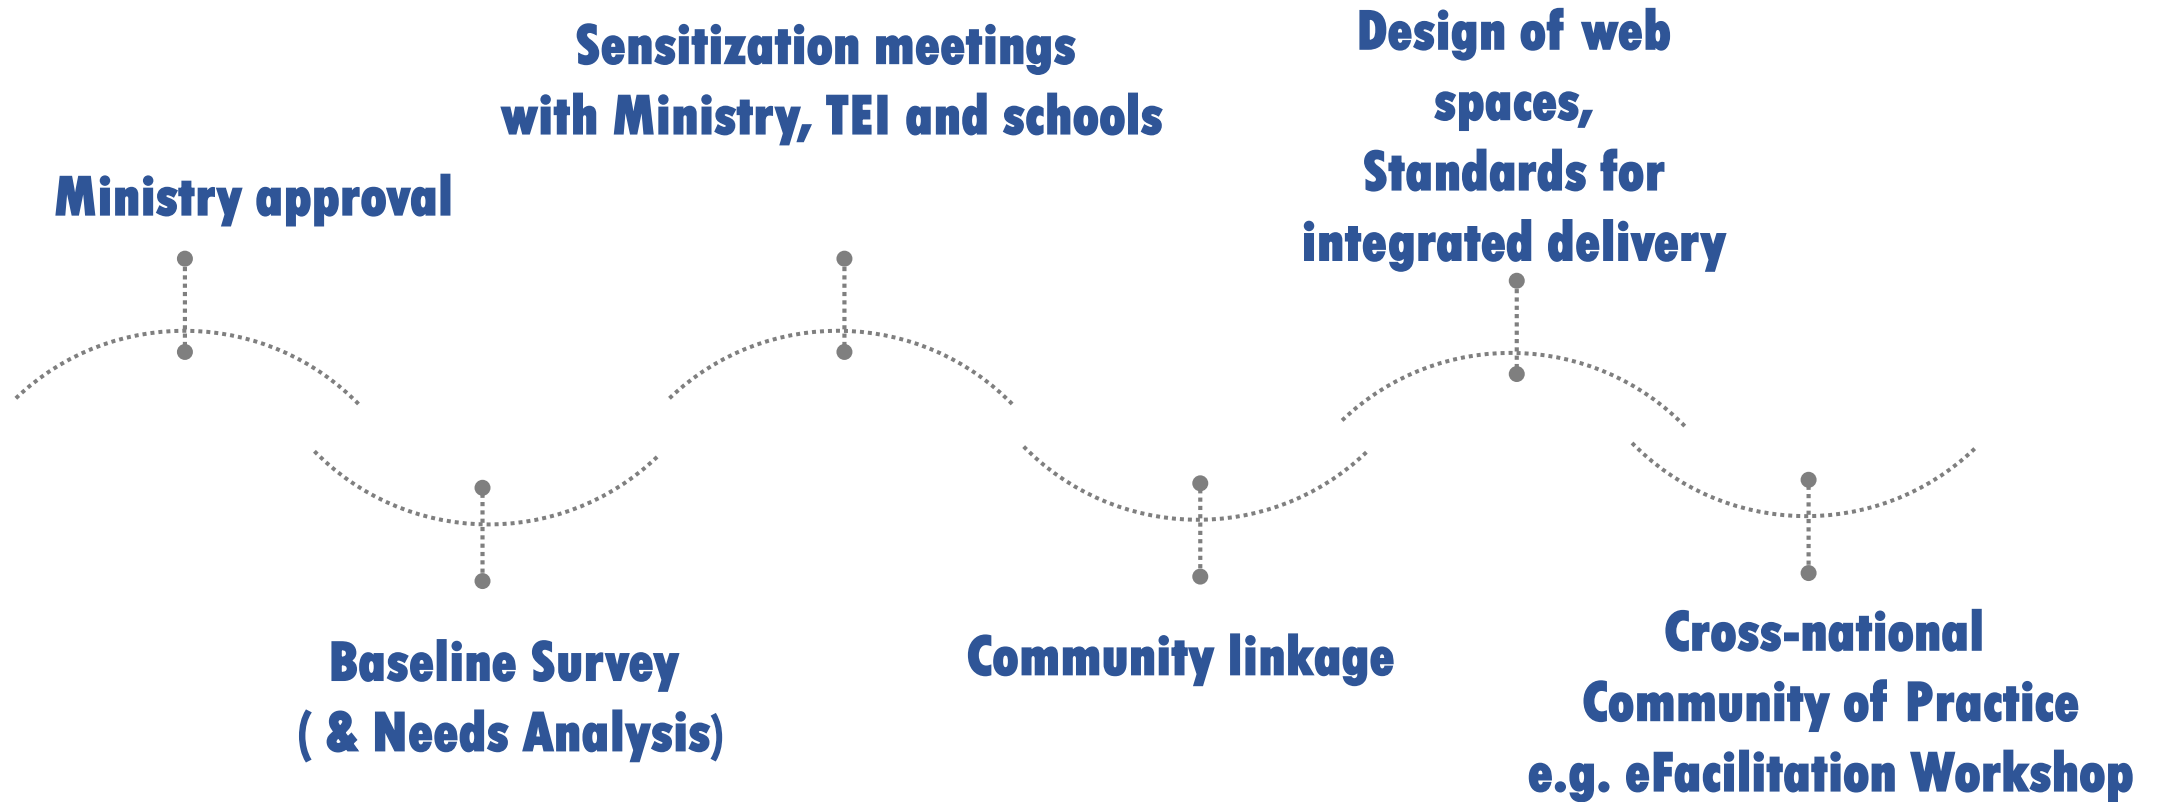 Ministry approval
Baseline Survey
( & Needs Analysis)
Sensitization meetings
with Ministry, TEI and schools
Community linkage
Design of web
spaces,
Standards for
integrated delivery
Cross-national
Community of Practice
e.g. eFacilitation Workshop